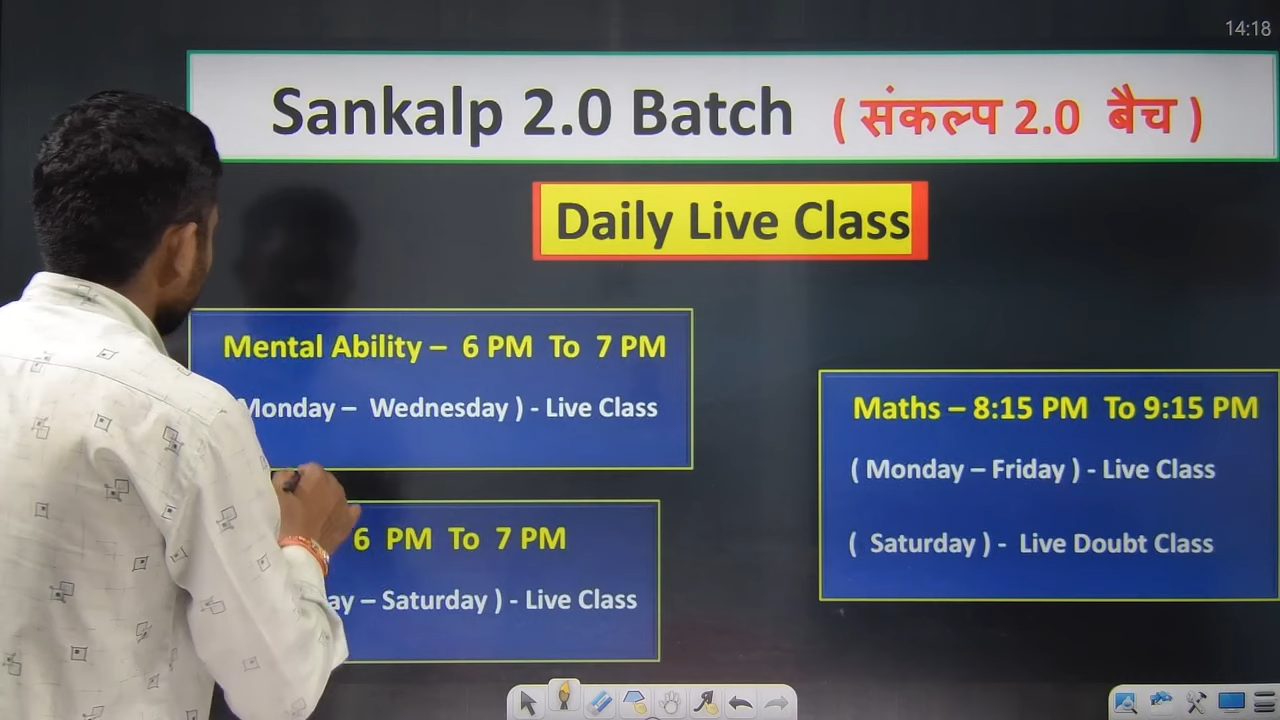 14:18
Sankalp 2.0 Batch ( संकल्प 2.0 बैच )
Daily Live Class
Mental Ability – 6 PM To 7 PM
Monday – Wednesday ) - Live Class
6 PM To 7 PM
– Saturday ) - Live Class
Maths – 8:15 PM To 9:15 PM
( Monday – Friday ) - Live Class
( Saturday ) - Live Doubt Class